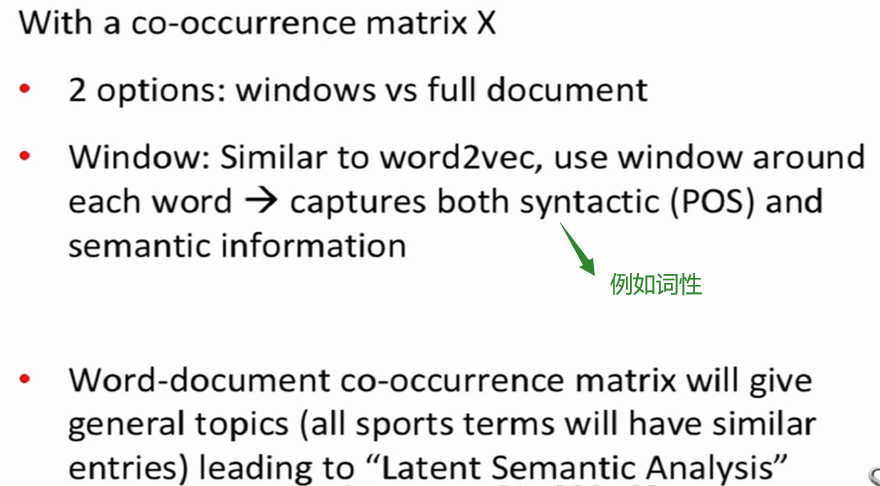 With a co-occurrence matrix X
• 2 options: windows vs full document
• Window: Similar to word2vec, use window around
each word → captures both syntactic (POS) and
semantic information
例如词性
• Word-document co-occurrence matrix will give
general topics (all sports terms will have similar
entries) leading to “Latent Semantic Analysis”